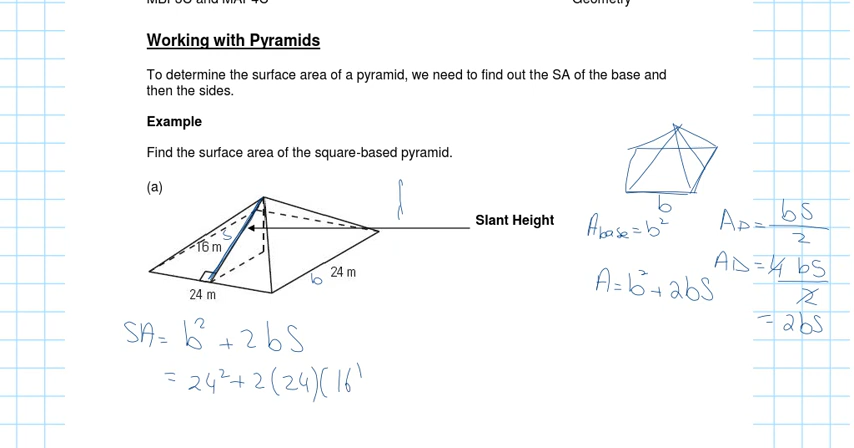 Geometry
Working with Pyramids
To determine the surface area of a pyramid, we need to find out the SA of the base and
then the sides.
Example
Find the surface area of the square-based pyramid.
(a)
Slant Height
16 m
S
24 m
b
24 m
b
A base = b²
A = b² + 2bS
A△ = bS/2
A△ = 4 bS/2
= 2bS
SA = b² + 2bS
= 24² + 2(24)(16)